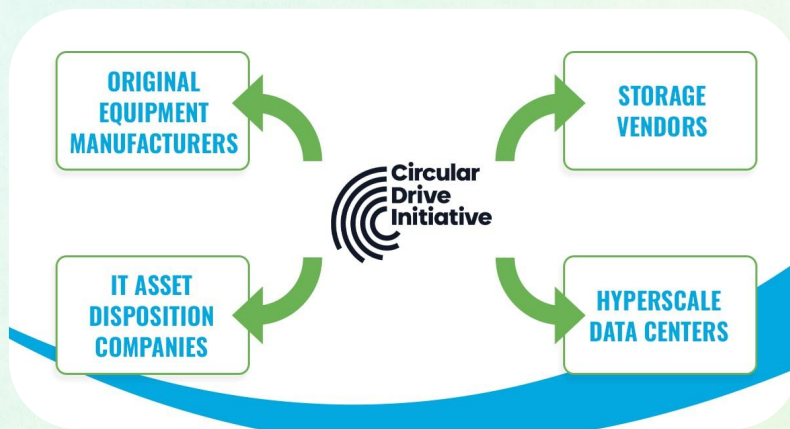 ORIGINAL
EQUIPMENT
MANUFACTURERS
STORAGE
VENDORS
Circular
Drive
Initiative
IT ASSET
DISPOSITION
COMPANIES
HYPERSCALE
DATA CENTERS